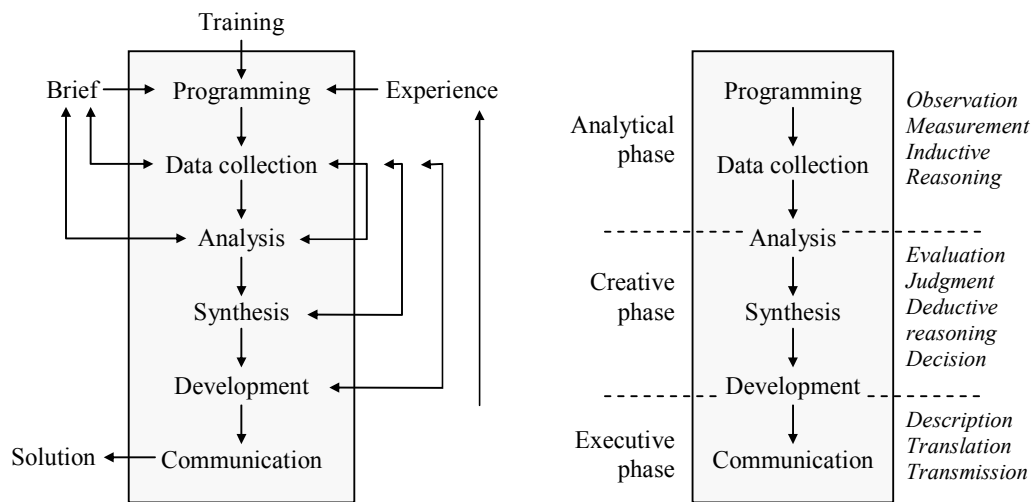 Training
Brief
Programming
Experience
Data collection
Analysis
Synthesis
Development
Solution
Communication
Analytical
phase
Creative
phase
Executive
phase
Programming
Data collection
Analysis
Synthesis
Development
Communication
Observation
Measurement
Inductive
Reasoning
Evaluation
Judgment
Deductive
reasoning
Decision
Description
Translation
Transmission